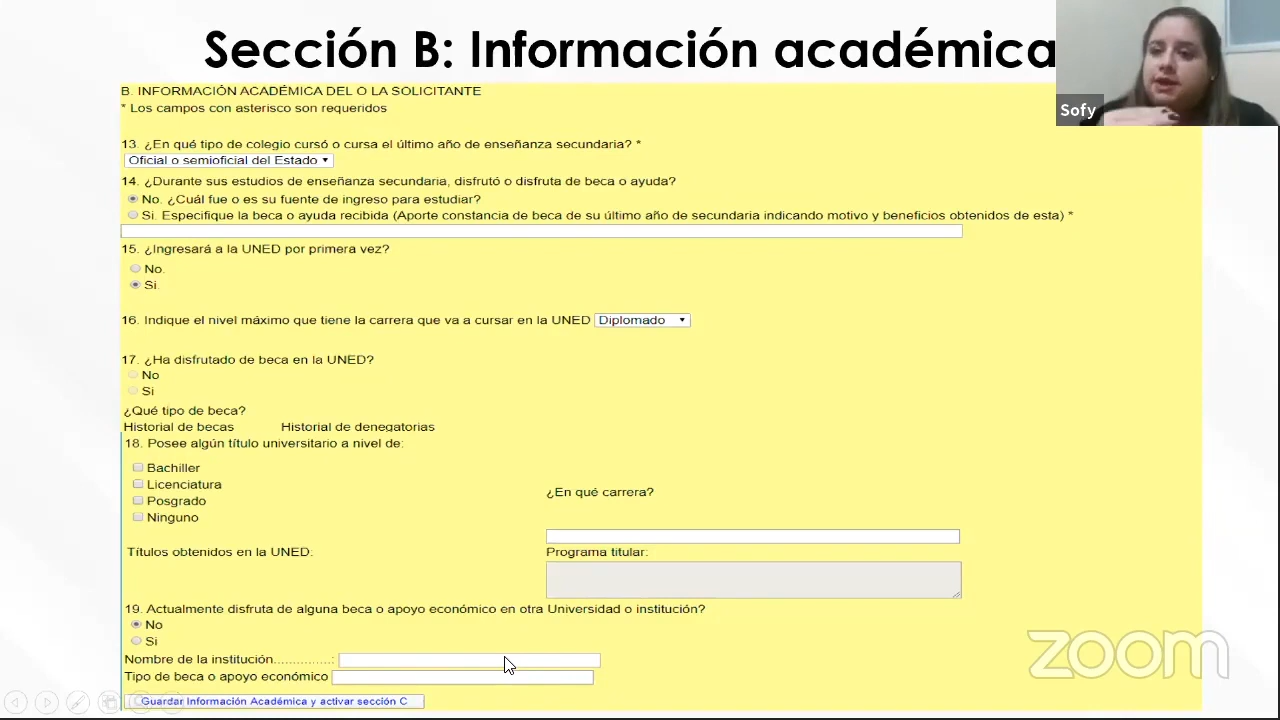 Sección B: Información académica
Sofy
B. INFORMACIÓN ACADÉMICA DEL O LA SOLICITANTE
* Los campos con asterisco son requeridos
13. ¿En qué tipo de colegio cursó o cursa el último año de enseñanza secundaria? *
Oficial o semioficial del Estado
14. ¿Durante sus estudios de enseñanza secundaria, disfrutó o disfruta de beca o ayuda?
No. ¿Cuál fue o es su fuente de ingreso para estudiar?
Si. Especifique la beca o ayuda recibida (Aporte constancia de beca de su último año de secundaria indicando motivo y beneficios obtenidos de esta) *
15. ¿Ingresará a la UNED por primera vez?
No.
Si.
16. Indique el nivel máximo que tiene la carrera que va a cursar en la UNED Diplomado
17. ¿Ha disfrutado de beca en la UNED?
No
Si
¿Qué tipo de beca?
Historial de becas Historial de denegatorias
18. Posee algún título universitario a nivel de:
Bachiller
Licenciatura
¿En qué carrera?
Posgrado
Ninguno
Títulos obtenidos en la UNED: Programa titular:
19. Actualmente disfruta de alguna beca o apoyo económico en otra Universidad o institución?
No
Si
Nombre de la institución...............:
Tipo de beca o apoyo económico
Guardar Información Académica y activar sección C
zoom